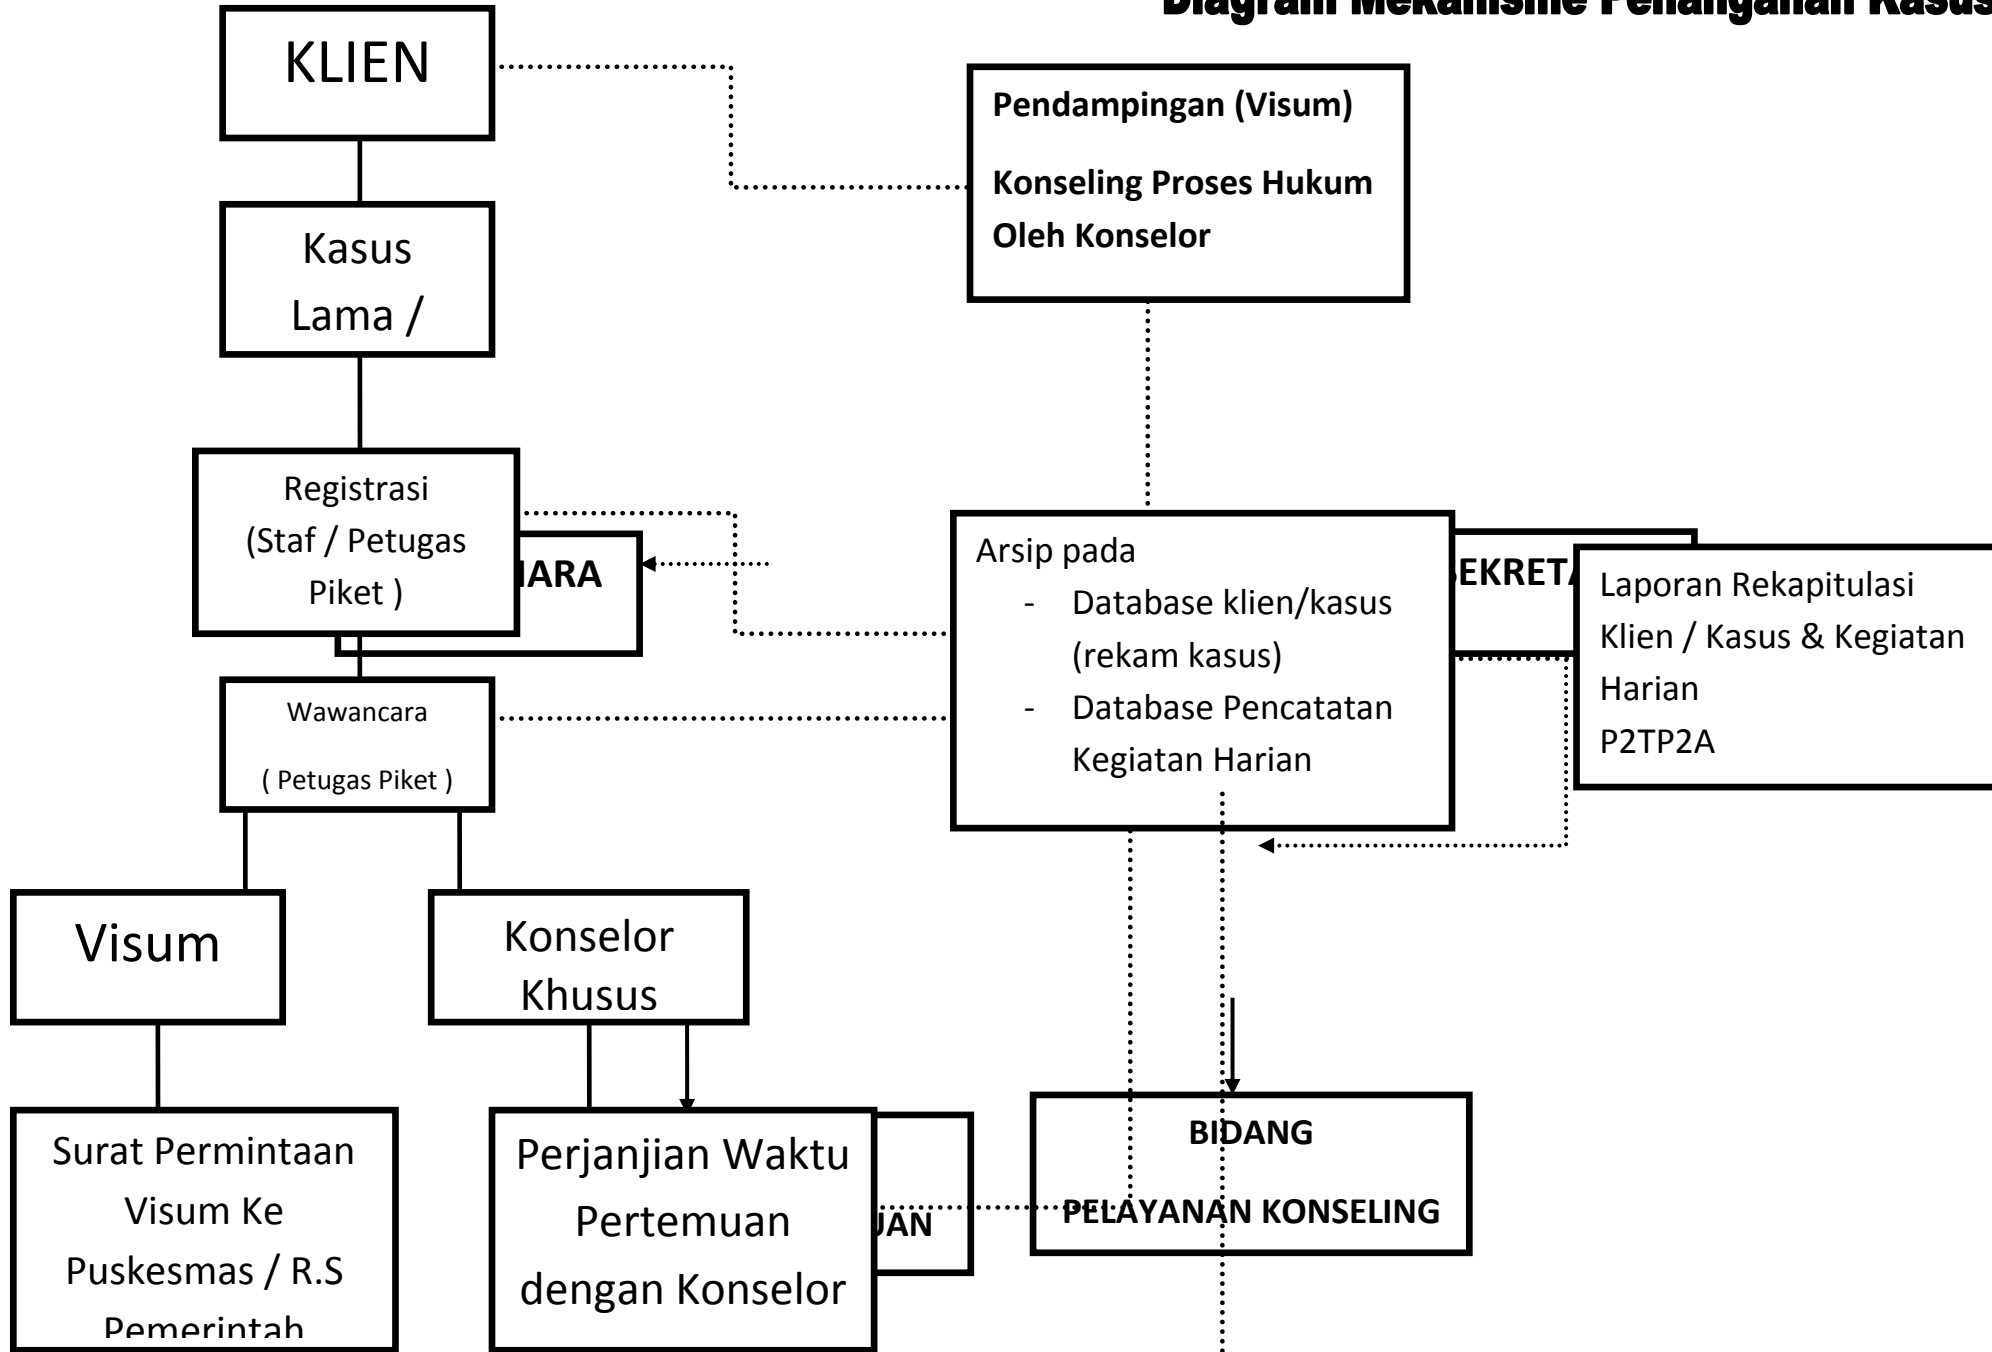 Diagram Mekanisme Penanganan Kasus
KLIEN
Pendampingan (Visum)
Konseling Proses Hukum
Oleh Konselor
Kasus
Lama /
Registrasi
(Staf / Petugas
Piket )
Arsip pada
- Database klien/kasus
(rekam kasus)
- Database Pencatatan
Kegiatan Harian
Laporan Rekapitulasi
Klien / Kasus & Kegiatan
Harian
P2TP2A
Wawancara
( Petugas Piket )
Visum
Konselor
Khusus
Surat Permintaan
Visum Ke
Puskesmas / R.S
Pemerintah
Perjanjian Waktu
Pertemuan
dengan Konselor
BIDANG
PELAYANAN KONSELING